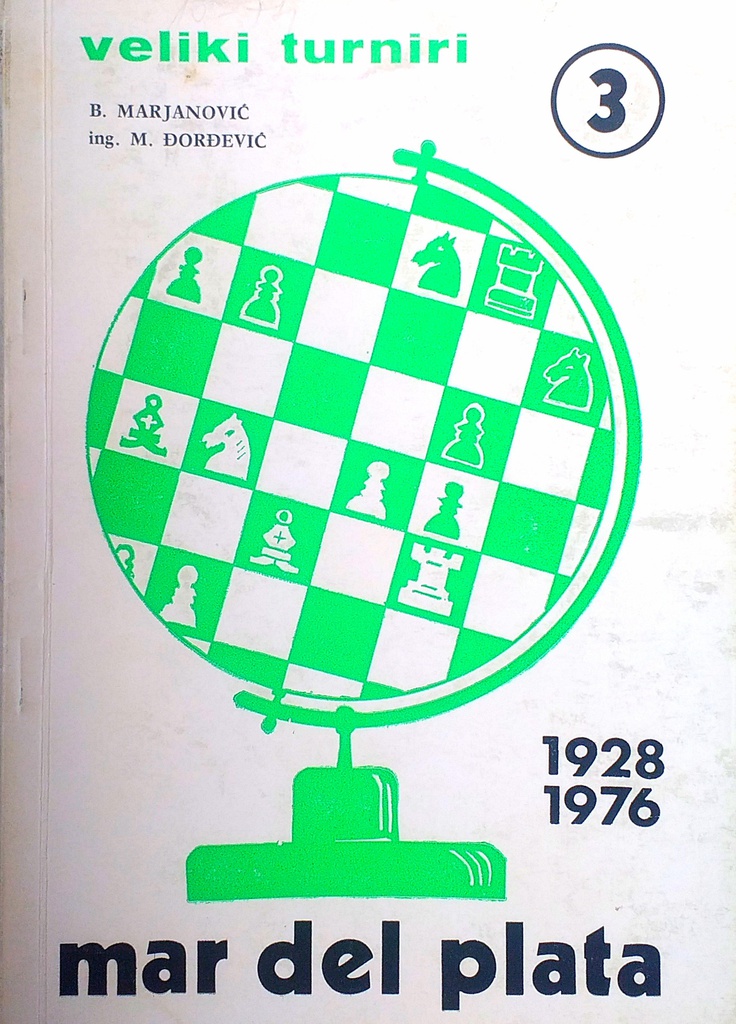 veliki turniri
3
B. MARJANOVIĆ
ing. M. ĐORĐEVIĆ
1928
1976
mar del plata